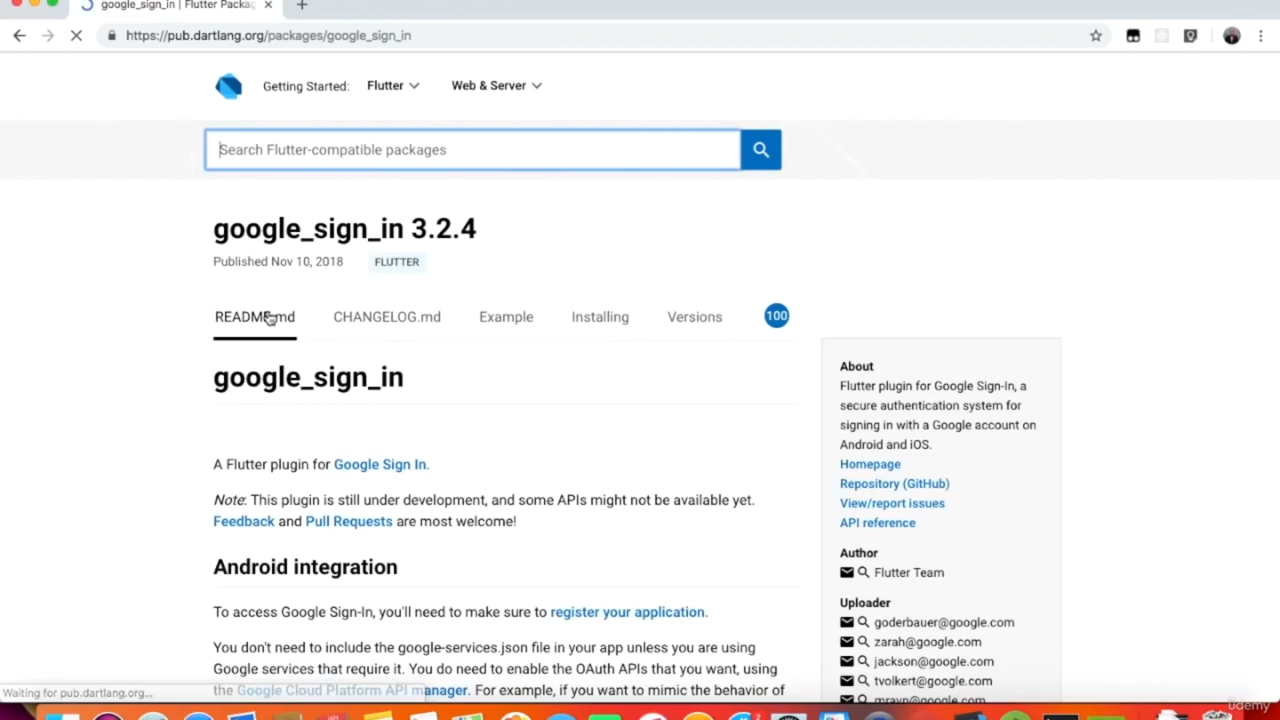 google_sign_in | Flutter Packag
https://pub.dartlang.org/packages/google_sign_in
Getting Started: Flutter Web & Server
Search Flutter-compatible packages
google_sign_in 3.2.4
Published Nov 10, 2018 FLUTTER
README.md CHANGELOG.md Example Installing Versions 100
google_sign_in
A Flutter plugin for Google Sign In.
Note: This plugin is still under development, and some APIs might not be available yet.
Feedback and Pull Requests are most welcome!
Android integration
To access Google Sign-In, you'll need to make sure to register your application.
You don't need to include the google-services.json file in your app unless you are using
Google services that require it. You do need to enable the OAuth APIs that you want, using
the Google Cloud Platform API manager. For example, if you want to mimic the behavior of
About
Flutter plugin for Google Sign-In, a
secure authentication system for
signing in with a Google account on
Android and iOS.
Homepage
Repository (GitHub)
View/report issues
API reference
Author
Flutter Team
Uploader
goderbauer@google.com
zarah@google.com
jackson@google.com
tvolkert@google.com
Waiting for pub.dartlang.org...
udemy